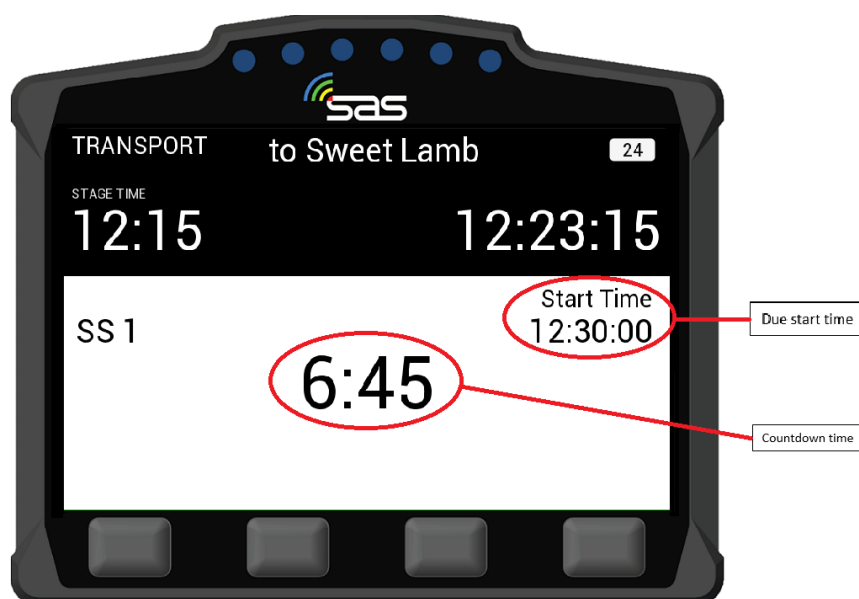 sas
TRANSPORT to Sweet Lamb 24
STAGE TIME
12:15 12:23:15
Start Time
SS 1 12:30:00
6:45
Due start time
Countdown time